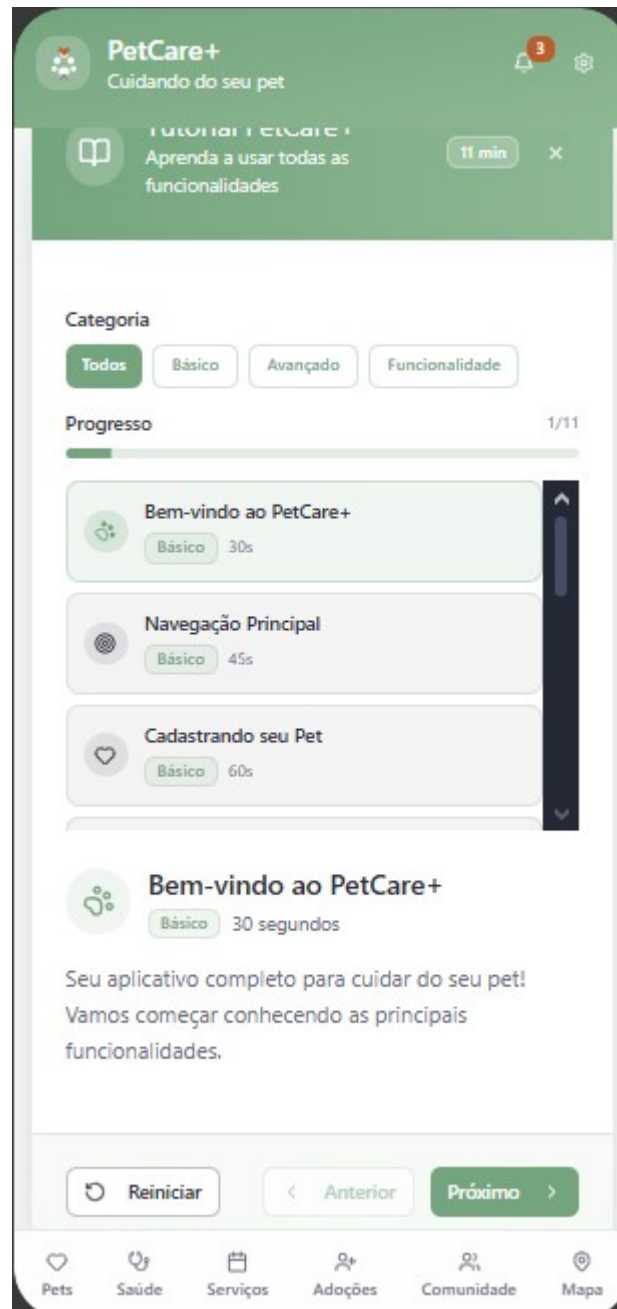 PetCare+
3
Cuidando do seu pet
Tutorial PetCare+
Aprenda a usar todas as
funcionalidades
11 min
×
Categoria
Todos
Básico
Avançado
Funcionalidade
Progresso
1/11
Bem-vindo ao PetCare+
Básico 30s
Navegação Principal
Básico 45s
Cadastrando seu Pet
Básico 60s
Bem-vindo ao PetCare+
Básico 30 segundos
Seu aplicativo completo para cuidar do seu pet!
Vamos começar conhecendo as principais
funcionalidades.
Reiniciar
Anterior
Próximo
Pets
Saúde
Serviços
Adoções
Comunidade
Mapa